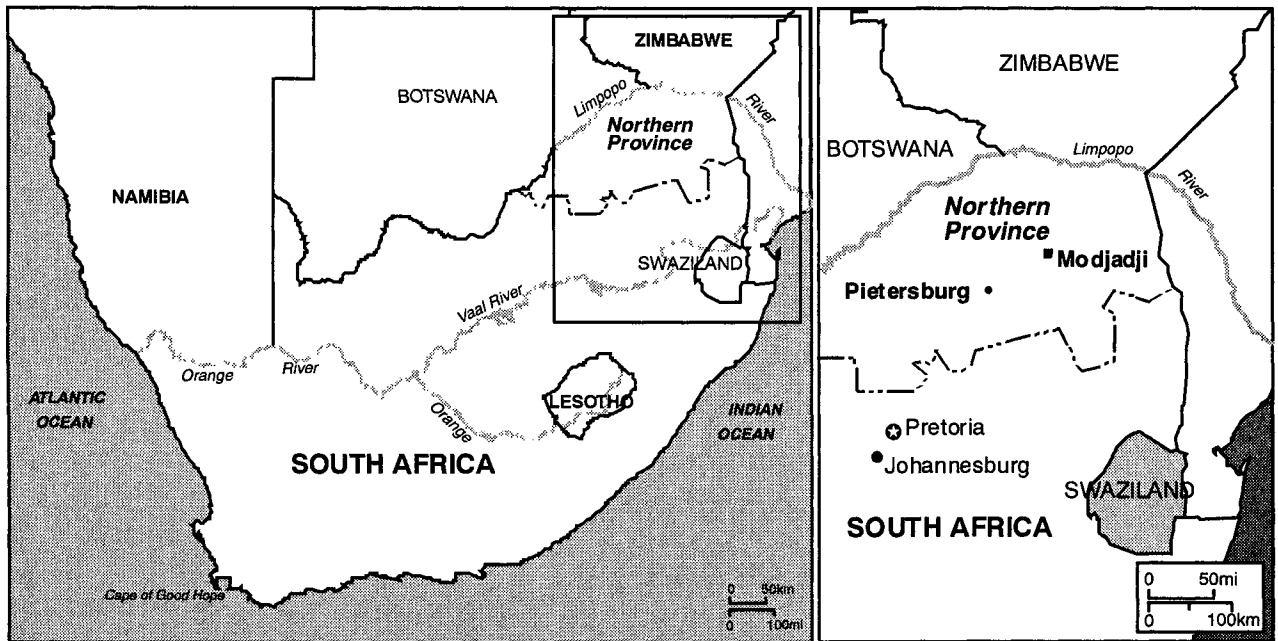 ZIMBABWE
BOTSWANA
Limpopo
River
Northern
Province
NAMIBIA
SWAZILAND
Vaal River
Orange
River
ATLANTIC
OCEAN
Orange
LESOTHO
INDIAN
OCEAN
SOUTH AFRICA
Cape of Good Hope
0 50km
0 100mi
ZIMBABWE
BOTSWANA
Limpopo
River
Northern
Province
Modjadji
Pietersburg
Pretoria
Johannesburg
SWAZILAND
SOUTH AFRICA
0 50mi
0 100km